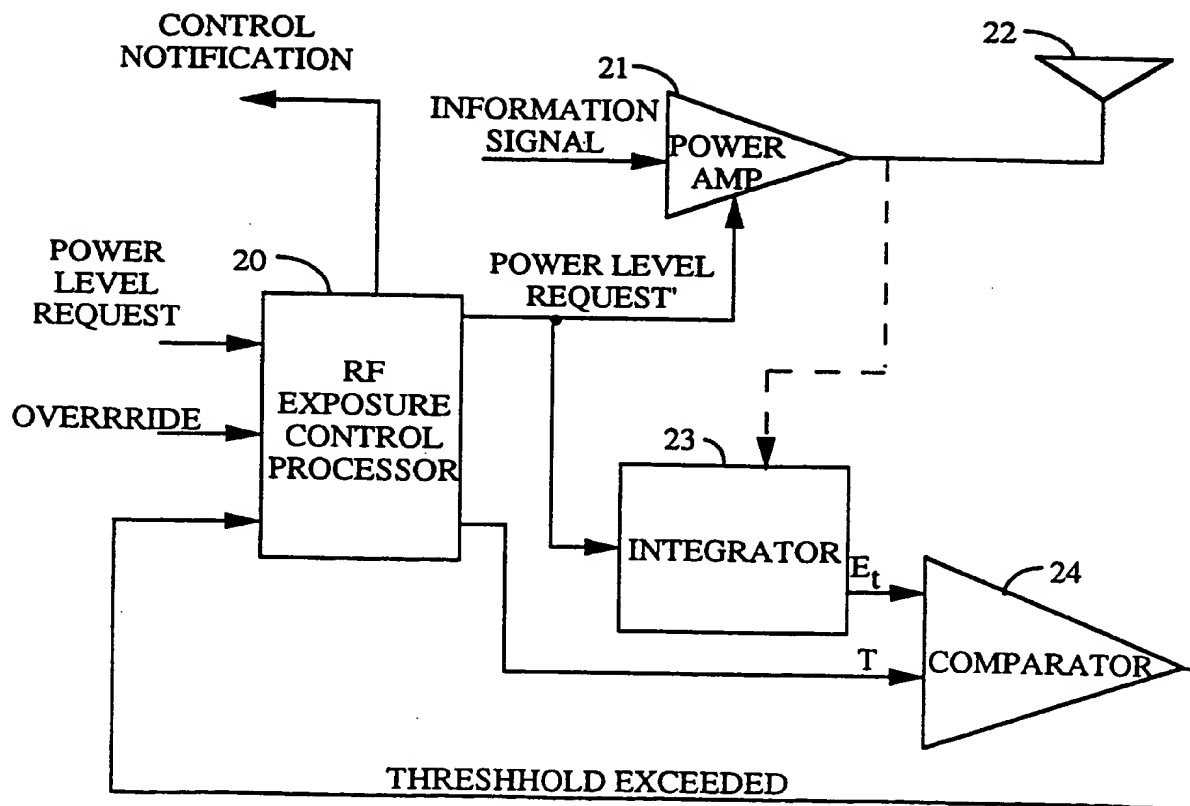 CONTROL
NOTIFICATION
21
22
INFORMATION
SIGNAL
POWER
AMP
POWER
LEVEL
REQUEST
20
POWER LEVEL
REQUEST'
OVERRRIDE
RF
EXPOSURE
CONTROL
PROCESSOR
23
INTEGRATOR
Et
24
T
COMPARATOR
THRESHHOLD EXCEEDED